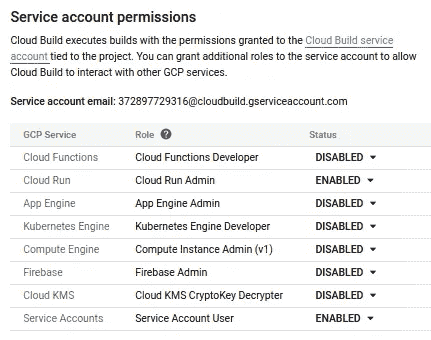 Service account permissions
Cloud Build executes builds with the permissions granted to the Cloud Build service
account tied to the project. You can grant additional roles to the service account to allow
Cloud Build to interact with other GCP services.
Service account email: 372897729316@cloudbuild.gserviceaccount.com
GCP Service Role ? Status
Cloud Functions Cloud Functions Developer DISABLED
Cloud Run Cloud Run Admin ENABLED
App Engine App Engine Admin DISABLED
Kubernetes Engine Kubernetes Engine Developer DISABLED
Compute Engine Compute Instance Admin (v1) DISABLED
Firebase Firebase Admin DISABLED
Cloud KMS Cloud KMS CryptoKey Decrypter DISABLED
Service Accounts Service Account User ENABLED